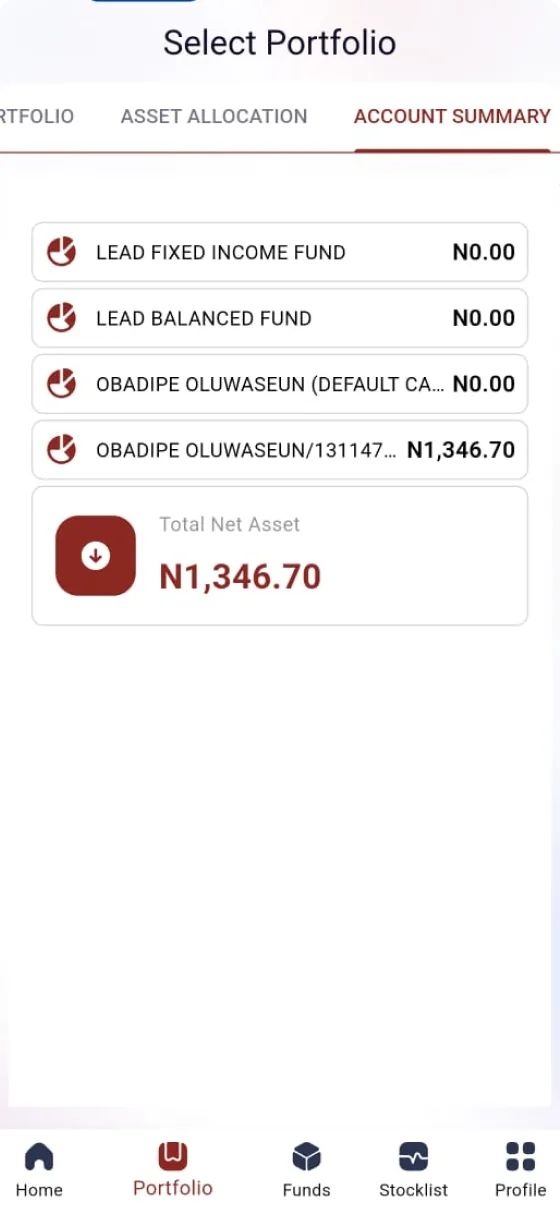 Select Portfolio
RTFOLIO ASSET ALLOCATION ACCOUNT SUMMARY
LEAD FIXED INCOME FUND N0.00
LEAD BALANCED FUND N0.00
OBADIPE OLUWASEUN (DEFAULT CA... N0.00
OBADIPE OLUWASEUN/131147... N1,346.70
Total Net Asset
N1,346.70
Home Portfolio Funds Stocklist Profile